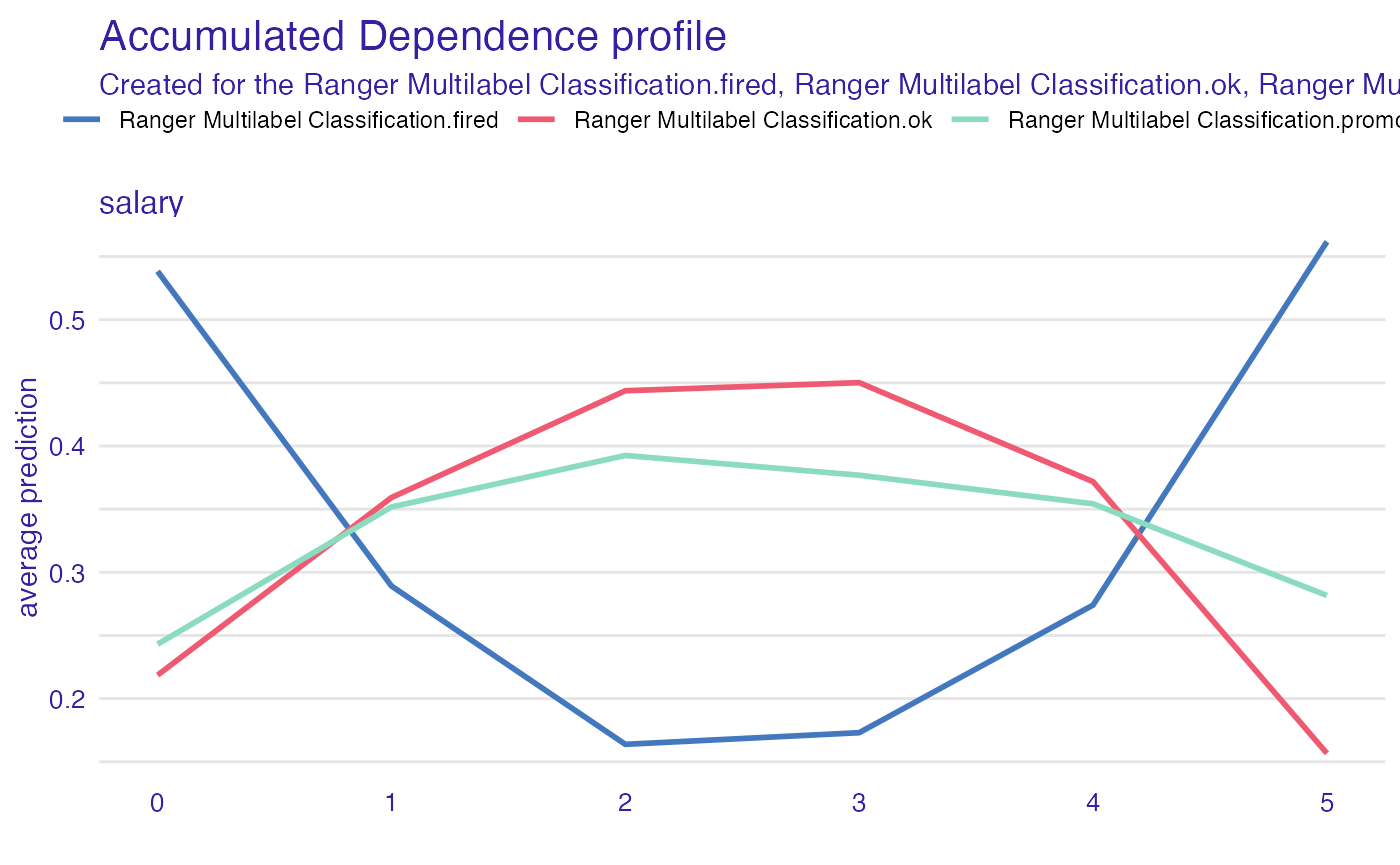 Accumulated Dependence profile
Created for the Ranger Multilabel Classification.fired, Ranger Multilabel Classification.ok, Ranger Mu
Ranger Multilabel Classification.fired Ranger Multilabel Classification.ok Ranger Multilabel Classification.promo
salary
average prediction
0.5
0.4
0.3
0.2
0 1 2 3 4 5